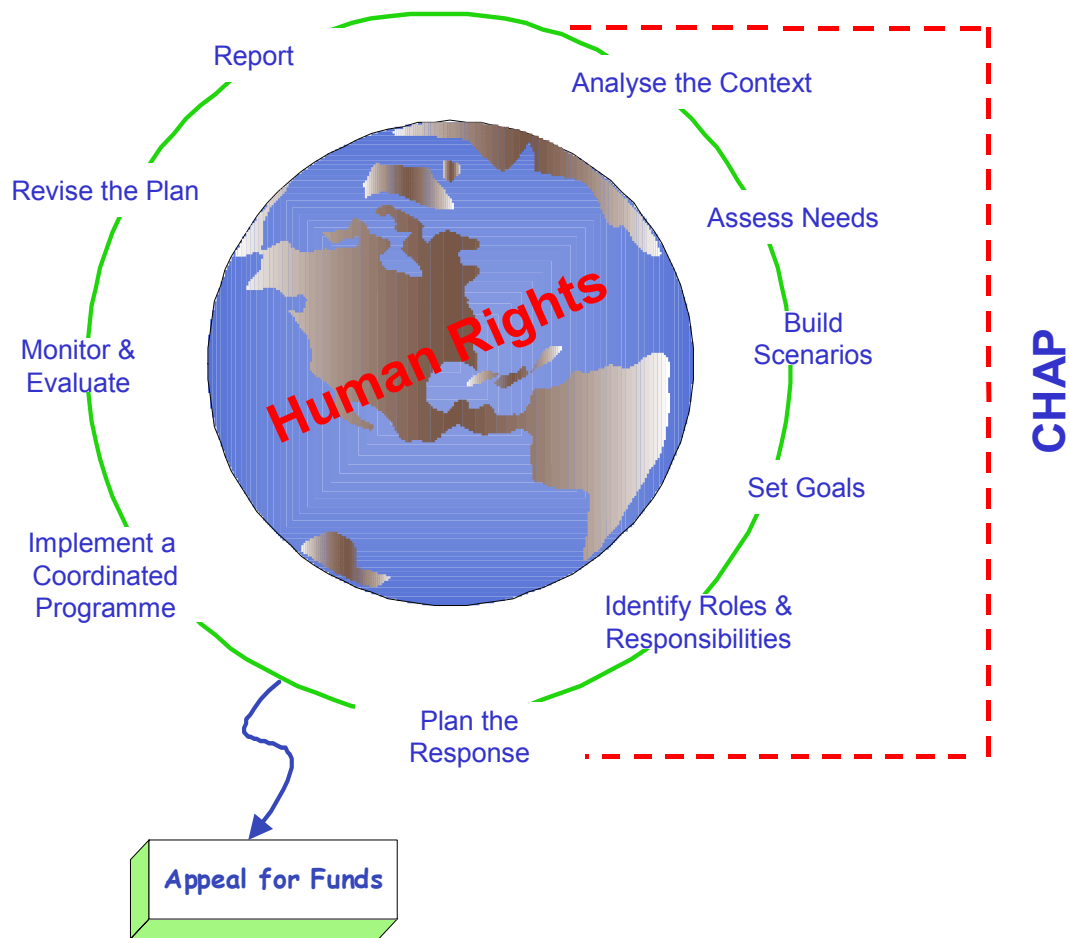 Report
Analyse the Context
Revise the Plan
Assess Needs
Human Rights
Build
Scenarios
Monitor &
Evaluate
CHAP
Set Goals
Implement a
Coordinated
Programme
Identify Roles &
Responsibilities
Plan the
Response
Appeal for Funds